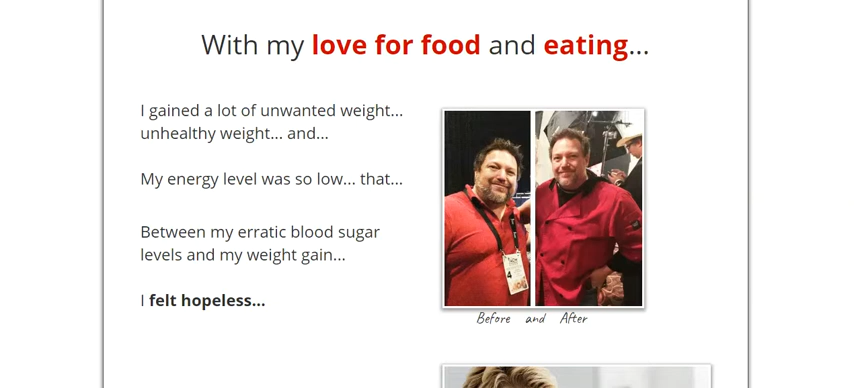 With my love for food and eating...
I gained a lot of unwanted weight...
unhealthy weight... and...
My energy level was so low... that...
Between my erratic blood sugar
levels and my weight gain...
I felt hopeless...
Before and After